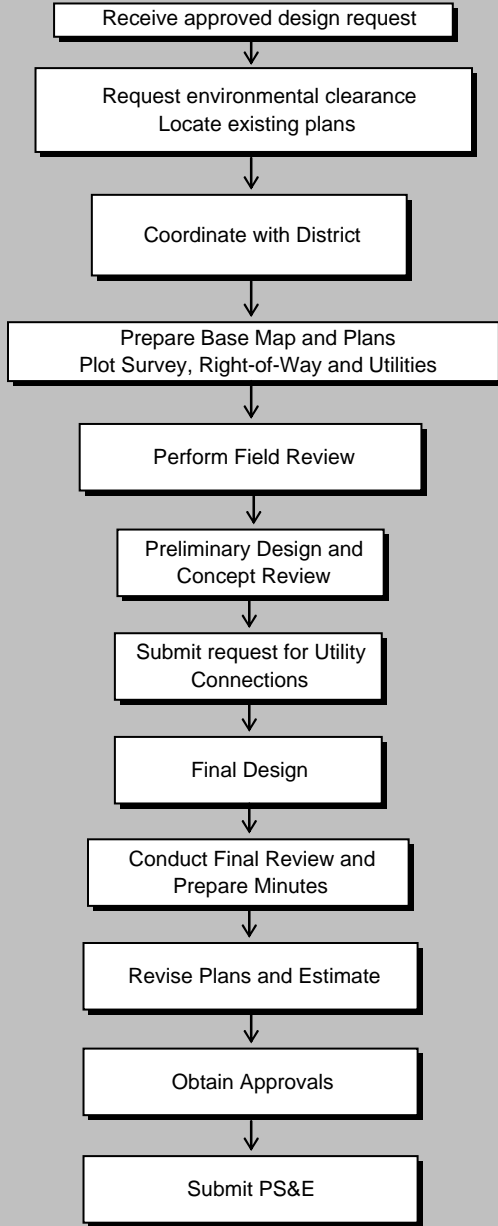 Receive approved design request
Request environmental clearance
Locate existing plans
Coordinate with District
Prepare Base Map and Plans
Plot Survey, Right-of-Way and Utilities
Perform Field Review
Preliminary Design and
Concept Review
Submit request for Utility
Connections
Final Design
Conduct Final Review and
Prepare Minutes
Revise Plans and Estimate
Obtain Approvals
Submit PS&E